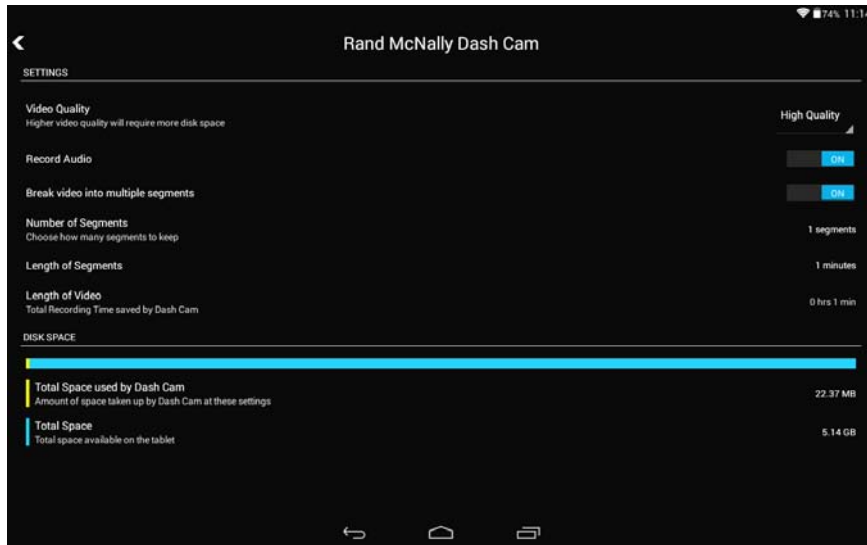 74% 11:14
Rand McNally Dash Cam
SETTINGS
Video Quality
Higher video quality will require more disk space
High Quality
Record Audio
ON
Break video into multiple segments
ON
Number of Segments
Choose how many segments to keep
1 segments
Length of Segments
1 minutes
Length of Video
Total Recording Time saved by Dash Cam
0 hrs 1 min
DISK SPACE
Total Space used by Dash Cam
Amount of space taken up by Dash Cam at these settings
22.37 MB
Total Space
Total space available on the tablet
5.14 GB